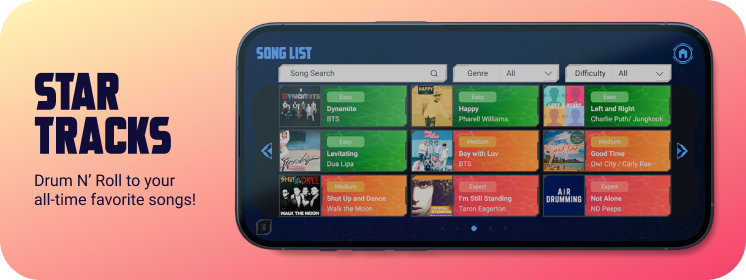 STAR
TRACKS
Drum N’ Roll to your
all-time favorite songs!
SONG LIST
Song Search
Genre All
Difficulty All
Easy
Dynamite
BTS
Easy
Happy
Pharell Williams
Easy
Left and Right
Charlie Puth/ Jungkook
Easy
Levitating
Dua Lipa
Medium
Boy with Luv
BTS
Medium
Good Time
Owl City / Carly Rae
Medium
Shut Up and Dance
Walk the Moon
Expert
I'm Still Standing
Taron Eagerton
Expert
Not Alone
ND Peeps
DYNAMITE
HAPPY
LEFT & RIGHT
SHUT UP & DANCE
WALK THE MOON
AIR
DRUMMING